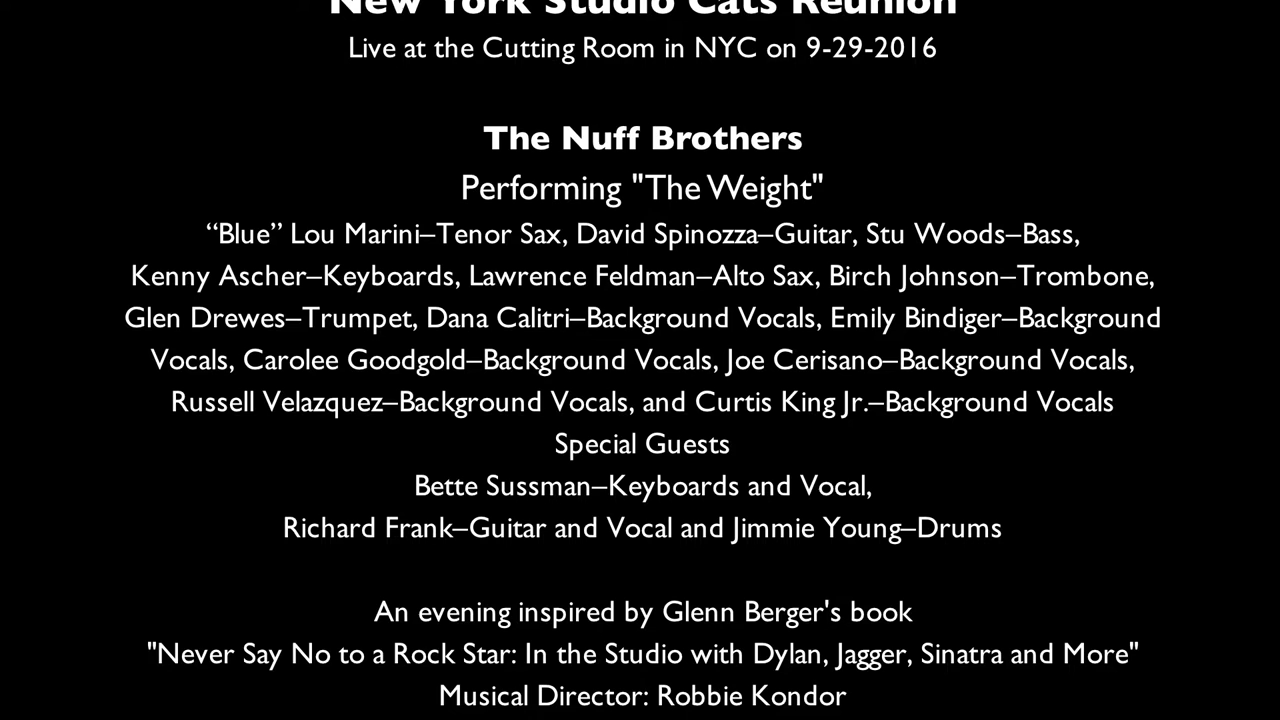 New York Studio Cats Reunion
Live at the Cutting Room in NYC on 9-29-2016
The Nuff Brothers
Performing "The Weight"
“Blue” Lou Marini–Tenor Sax, David Spinozza–Guitar, Stu Woods–Bass,
Kenny Ascher–Keyboards, Lawrence Feldman–Alto Sax, Birch Johnson–Trombone,
Glen Drewes–Trumpet, Dana Calitri–Background Vocals, Emily Bindiger–Background
Vocals, Carolee Goodgold–Background Vocals, Joe Cerisano–Background Vocals,
Russell Velazquez–Background Vocals, and Curtis King Jr.–Background Vocals
Special Guests
Bette Sussman–Keyboards and Vocal,
Richard Frank–Guitar and Vocal and Jimmie Young–Drums
An evening inspired by Glenn Berger's book
"Never Say No to a Rock Star: In the Studio with Dylan, Jagger, Sinatra and More"
Musical Director: Robbie Kondor